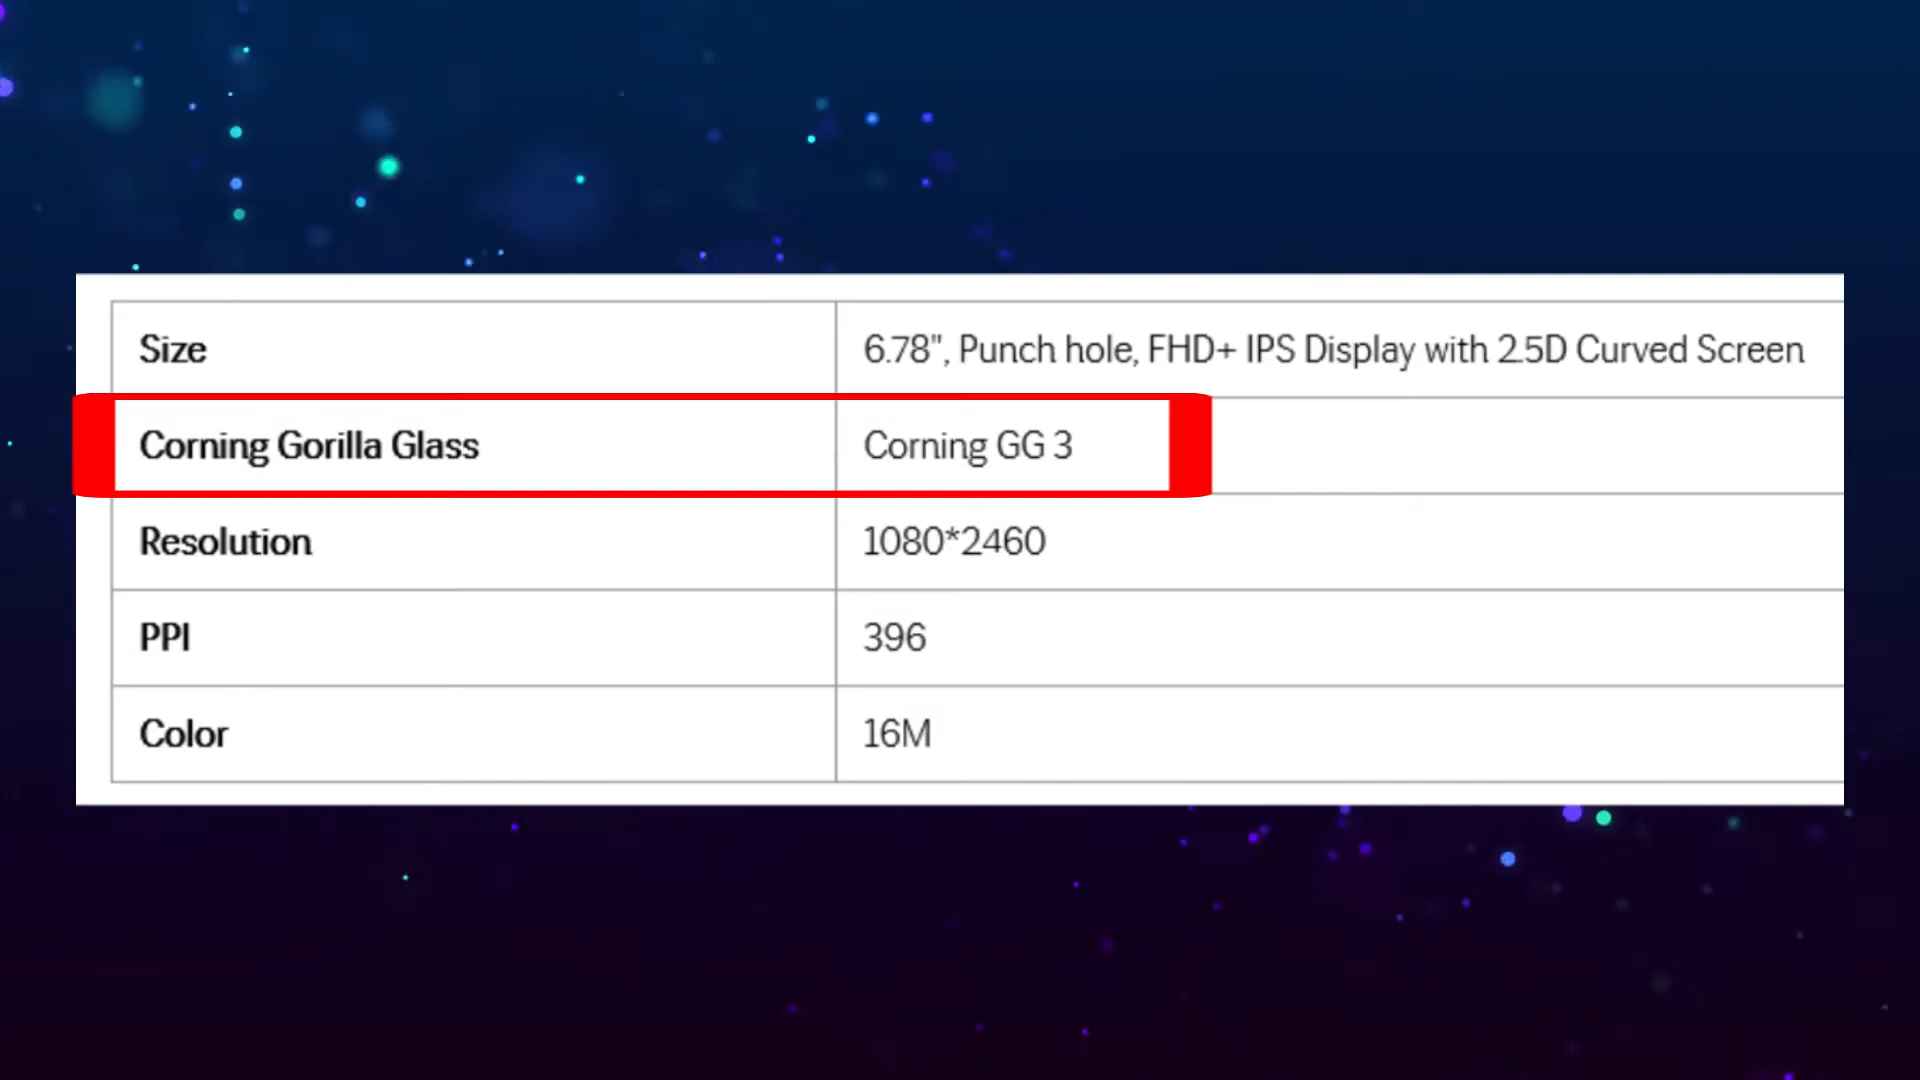 Size 6.78", Punch hole, FHD+ IPS Display with 2.5D Curved Screen
Corning Gorilla Glass Corning GG 3
Resolution 1080*2460
PPI 396
Color 16M